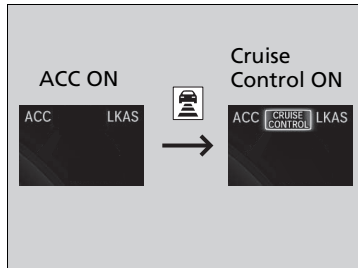 ACC ON
Cruise
Control ON
ACC LKAS
ACC CRUISE CONTROL LKAS